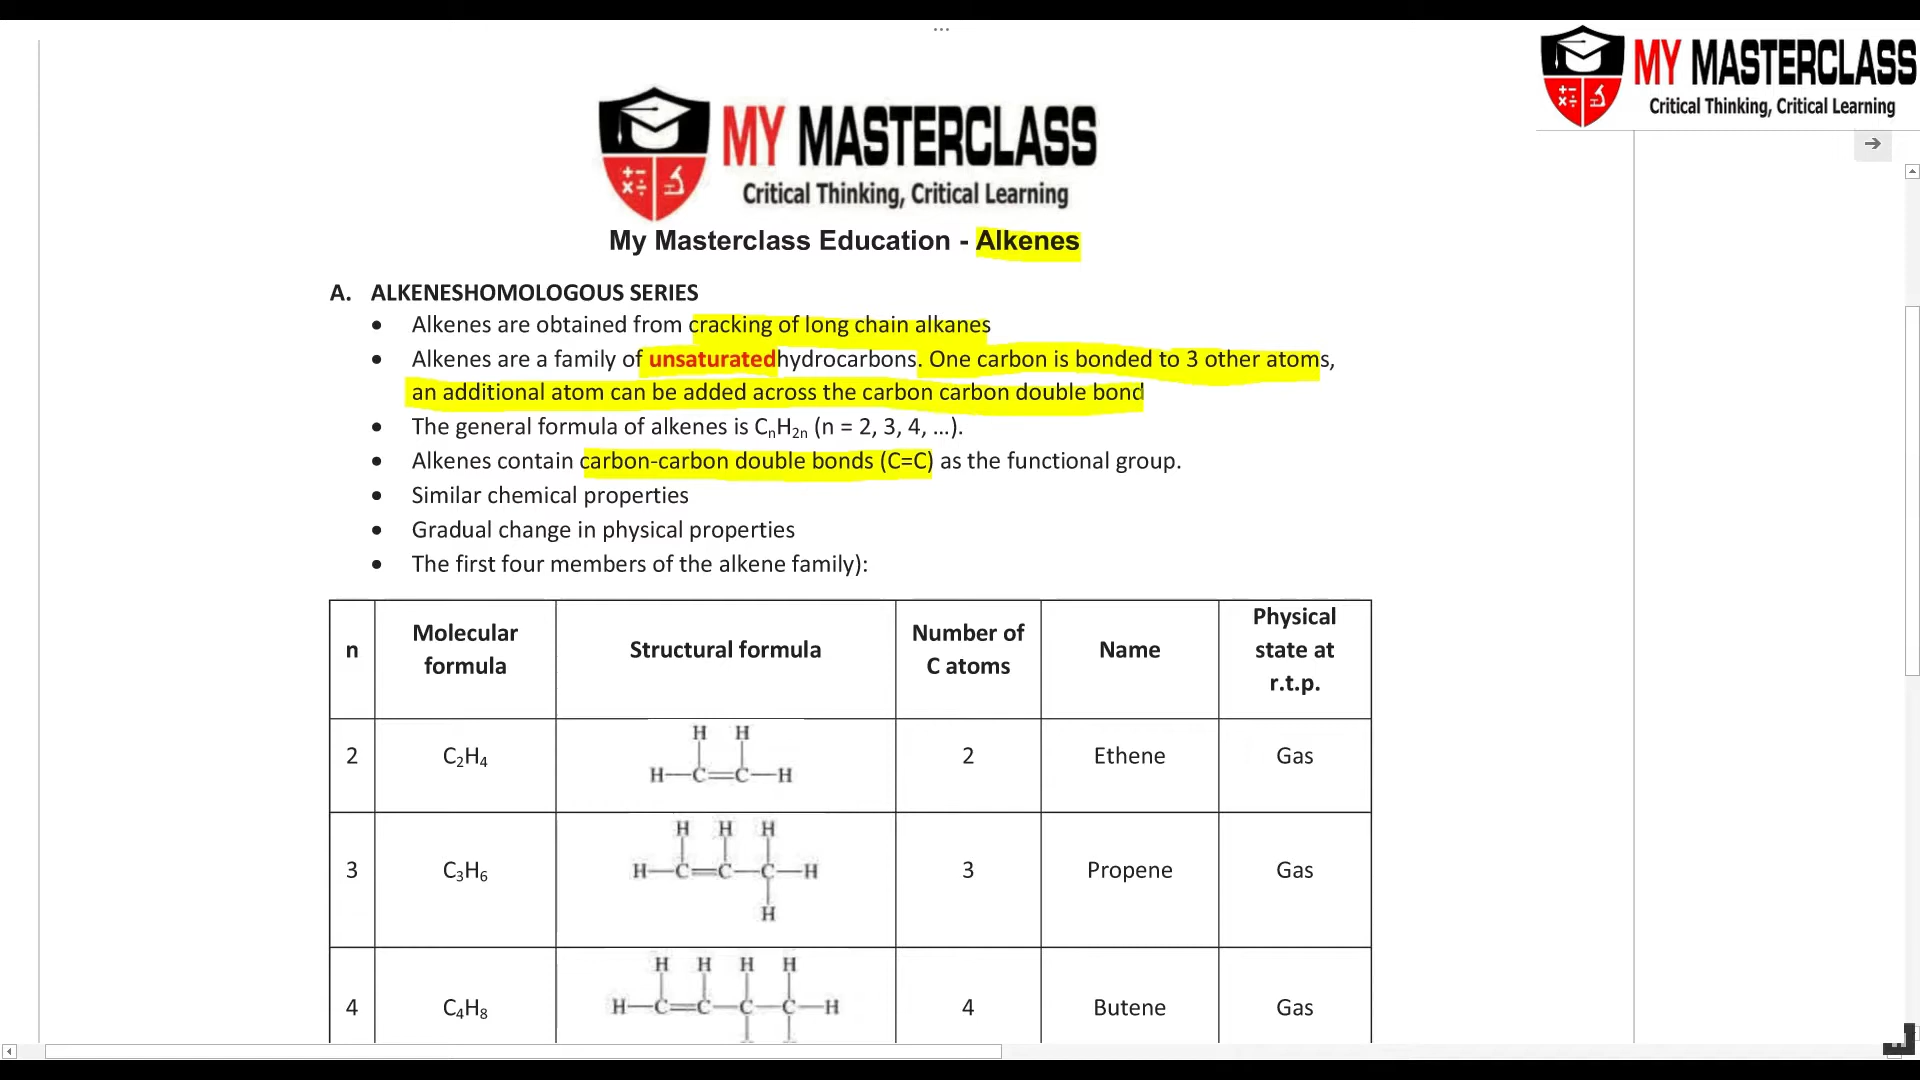 ...
MY MASTERCLASS
Critical Thinking, Critical Learning
MY MASTERCLASS
Critical Thinking, Critical Learning
My Masterclass Education - Alkenes
A. ALKENESHOMOLOGOUS SERIES
• Alkenes are obtained from cracking of long chain alkanes
• Alkenes are a family of unsaturatedhydrocarbons. One carbon is bonded to 3 other atoms,
an additional atom can be added across the carbon carbon double bond
• The general formula of alkenes is CₙH₂ₙ (n = 2, 3, 4, ...).
• Alkenes contain carbon-carbon double bonds (C=C) as the functional group.
• Similar chemical properties
• Gradual change in physical properties
• The first four members of the alkene family):
n Molecular formula Structural formula Number of C atoms Name Physical state at r.t.p.
H H
2 C₂H₄ H—C=C—H 2 Ethene Gas
H H H
3 C₃H₆ H—C=C—C—H 3 Propene Gas
H
H H H H
4 C₄H₈ H—C=C—C—C—H 4 Butene Gas